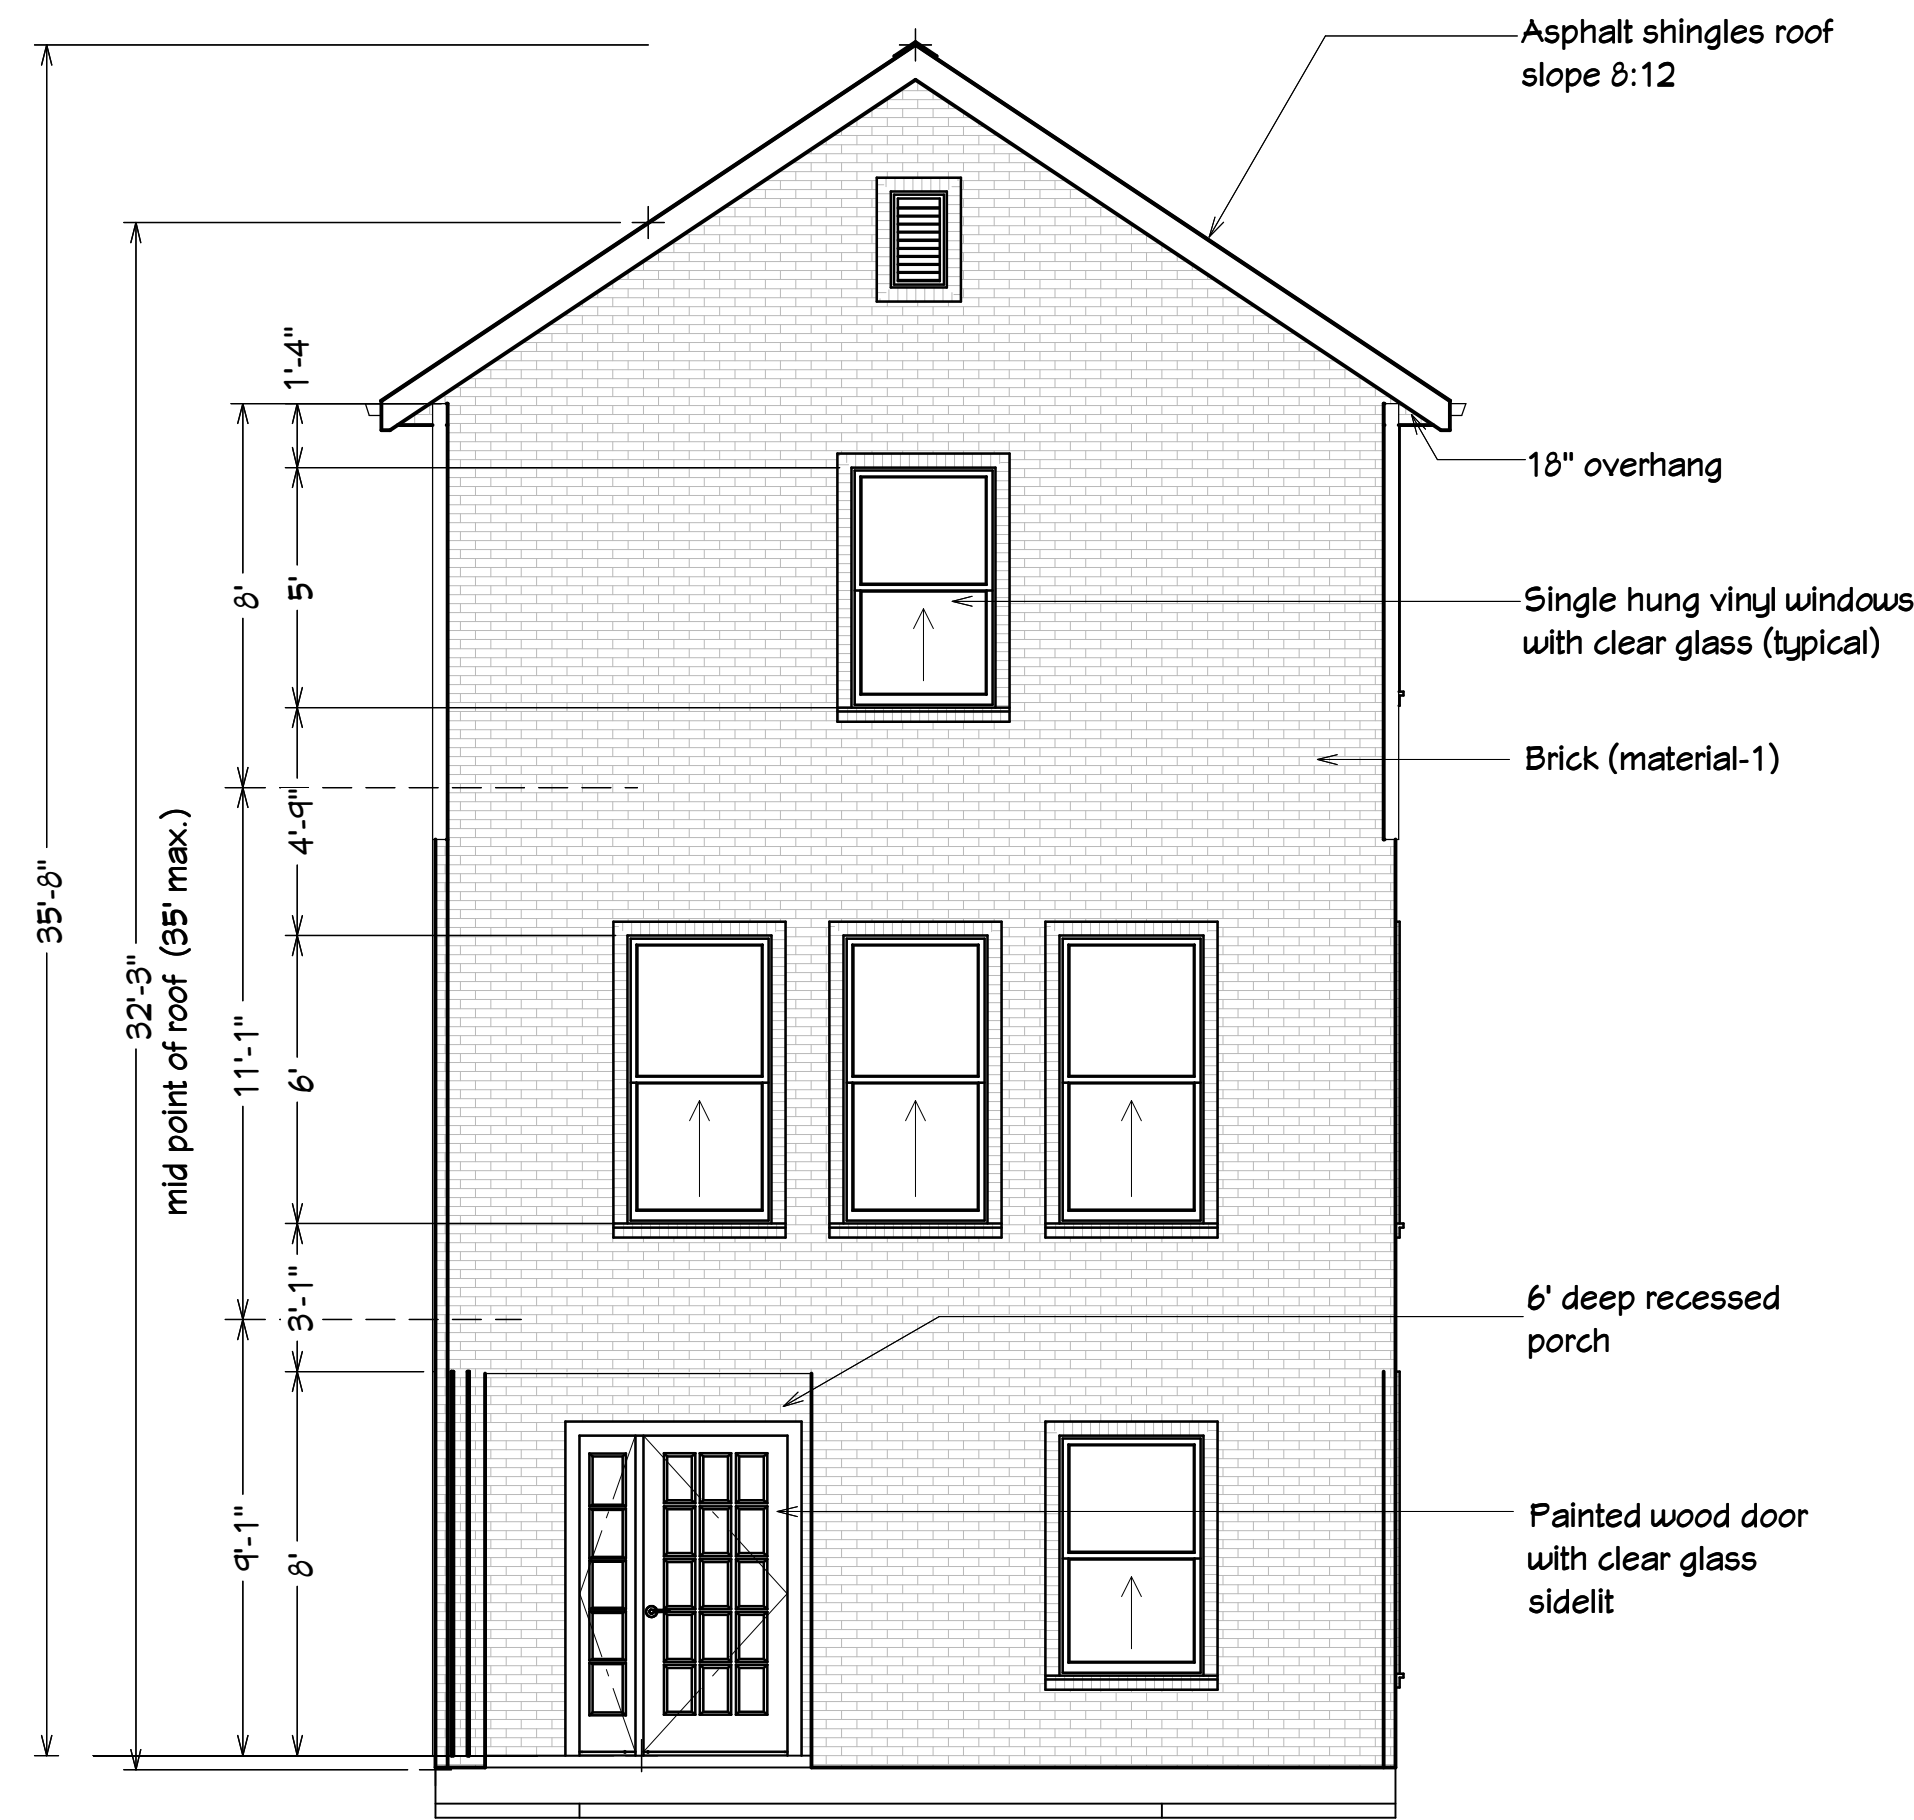 Asphalt shingles roof
slope 8:12
18" overhang
Single hung vinyl windows
with clear glass (typical)
Brick (material-1)
6' deep recessed
porch
Painted wood door
with clear glass
sidelit
35'-8"
32'-3"
mid point of roof (35' max.)
8'
11'-1"
9'-1"
1'-4"
5'
4'-9"
6'
3'-1"
8'